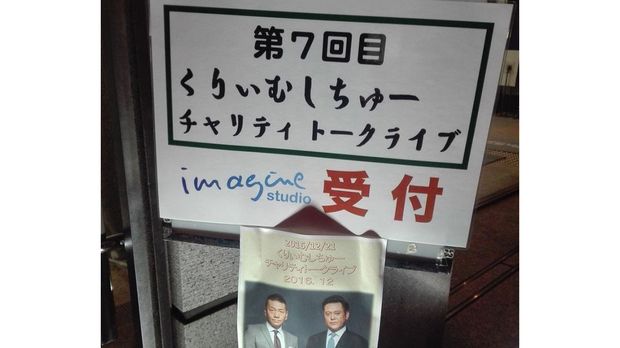 第7回目
くりぃむしちゅー
チャリティトークライブ
imagine studio 受付
2016/12/21
くりぃむしちゅー
チャリティトークライブ
2016.12